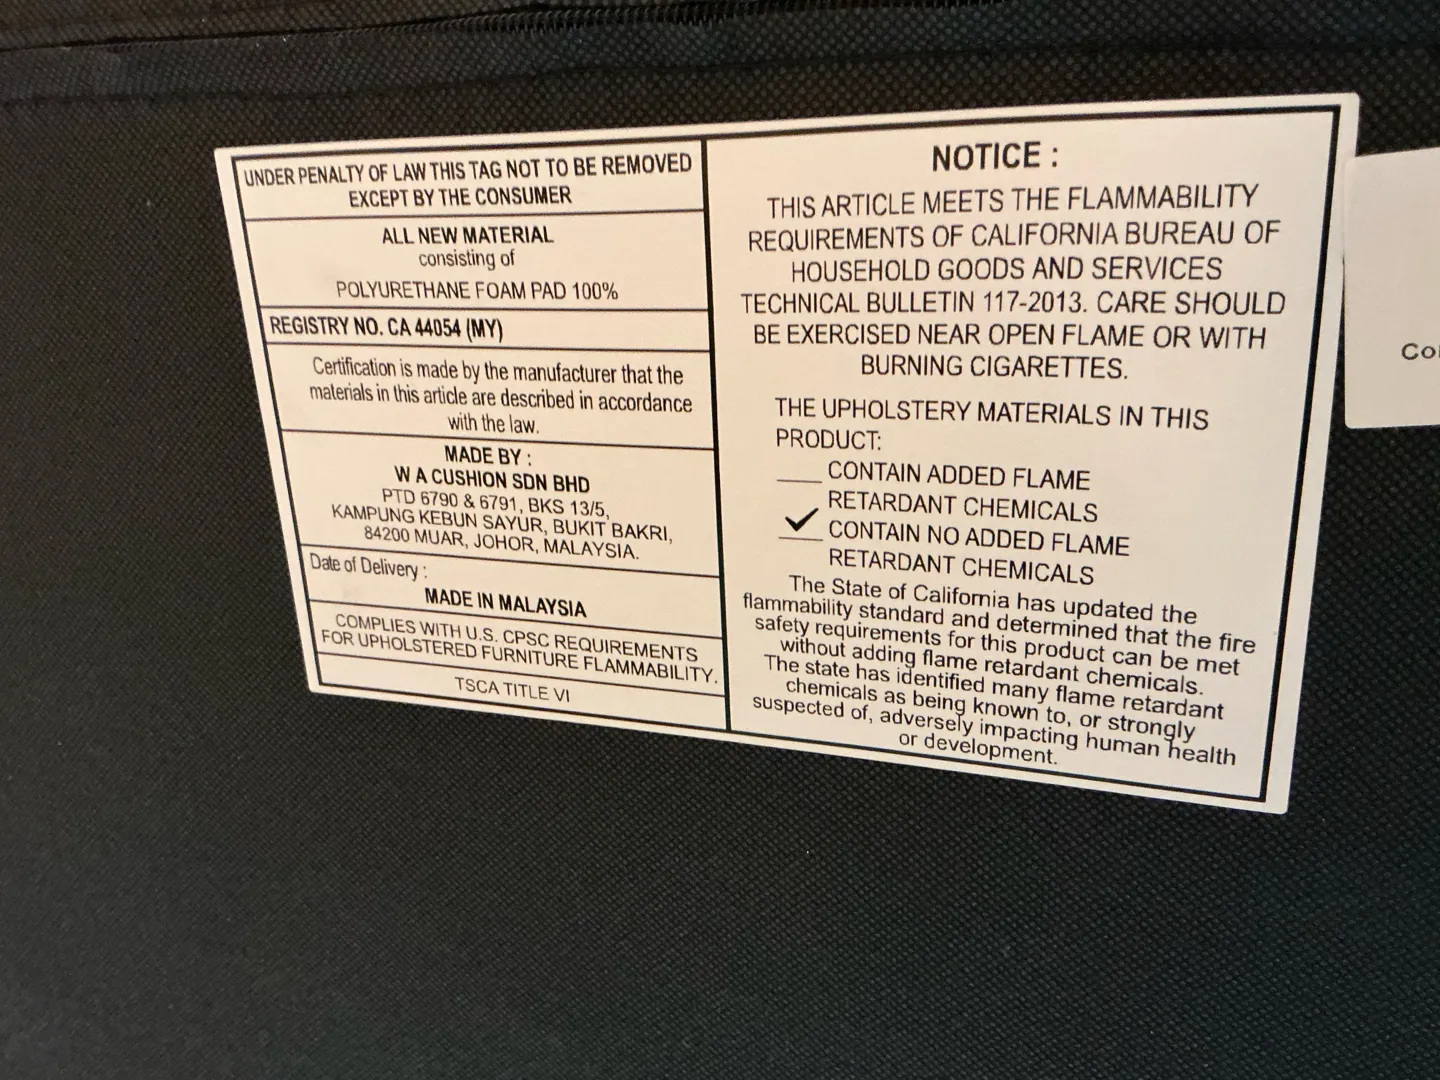 UNDER PENALTY OF LAW THIS TAG NOT TO BE REMOVED
EXCEPT BY THE CONSUMER
ALL NEW MATERIAL
consisting of
POLYURETHANE FOAM PAD 100%
REGISTRY NO. CA 44054 (MY)
Certification is made by the manufacturer that the
materials in this article are described in accordance
with the law.
MADE BY :
W A CUSHION SDN BHD
PTD 6790 & 6791, BKS 13/5,
KAMPUNG KEBUN SAYUR, BUKIT BAKRI,
84200 MUAR, JOHOR, MALAYSIA.
Date of Delivery :
MADE IN MALAYSIA
COMPLIES WITH U.S. CPSC REQUIREMENTS
FOR UPHOLSTERED FURNITURE FLAMMABILITY.
TSCA TITLE VI
NOTICE :
THIS ARTICLE MEETS THE FLAMMABILITY
REQUIREMENTS OF CALIFORNIA BUREAU OF
HOUSEHOLD GOODS AND SERVICES
TECHNICAL BULLETIN 117-2013. CARE SHOULD
BE EXERCISED NEAR OPEN FLAME OR WITH
BURNING CIGARETTES.
THE UPHOLSTERY MATERIALS IN THIS
PRODUCT:
___ CONTAIN ADDED FLAME
RETARDANT CHEMICALS
✓ CONTAIN NO ADDED FLAME
RETARDANT CHEMICALS
The State of California has updated the
flammability standard and determined that the fire
safety requirements for this product can be met
without adding flame retardant chemicals.
The state has identified many flame retardant
chemicals as being known to, or strongly
suspected of, adversely impacting human health
or development.